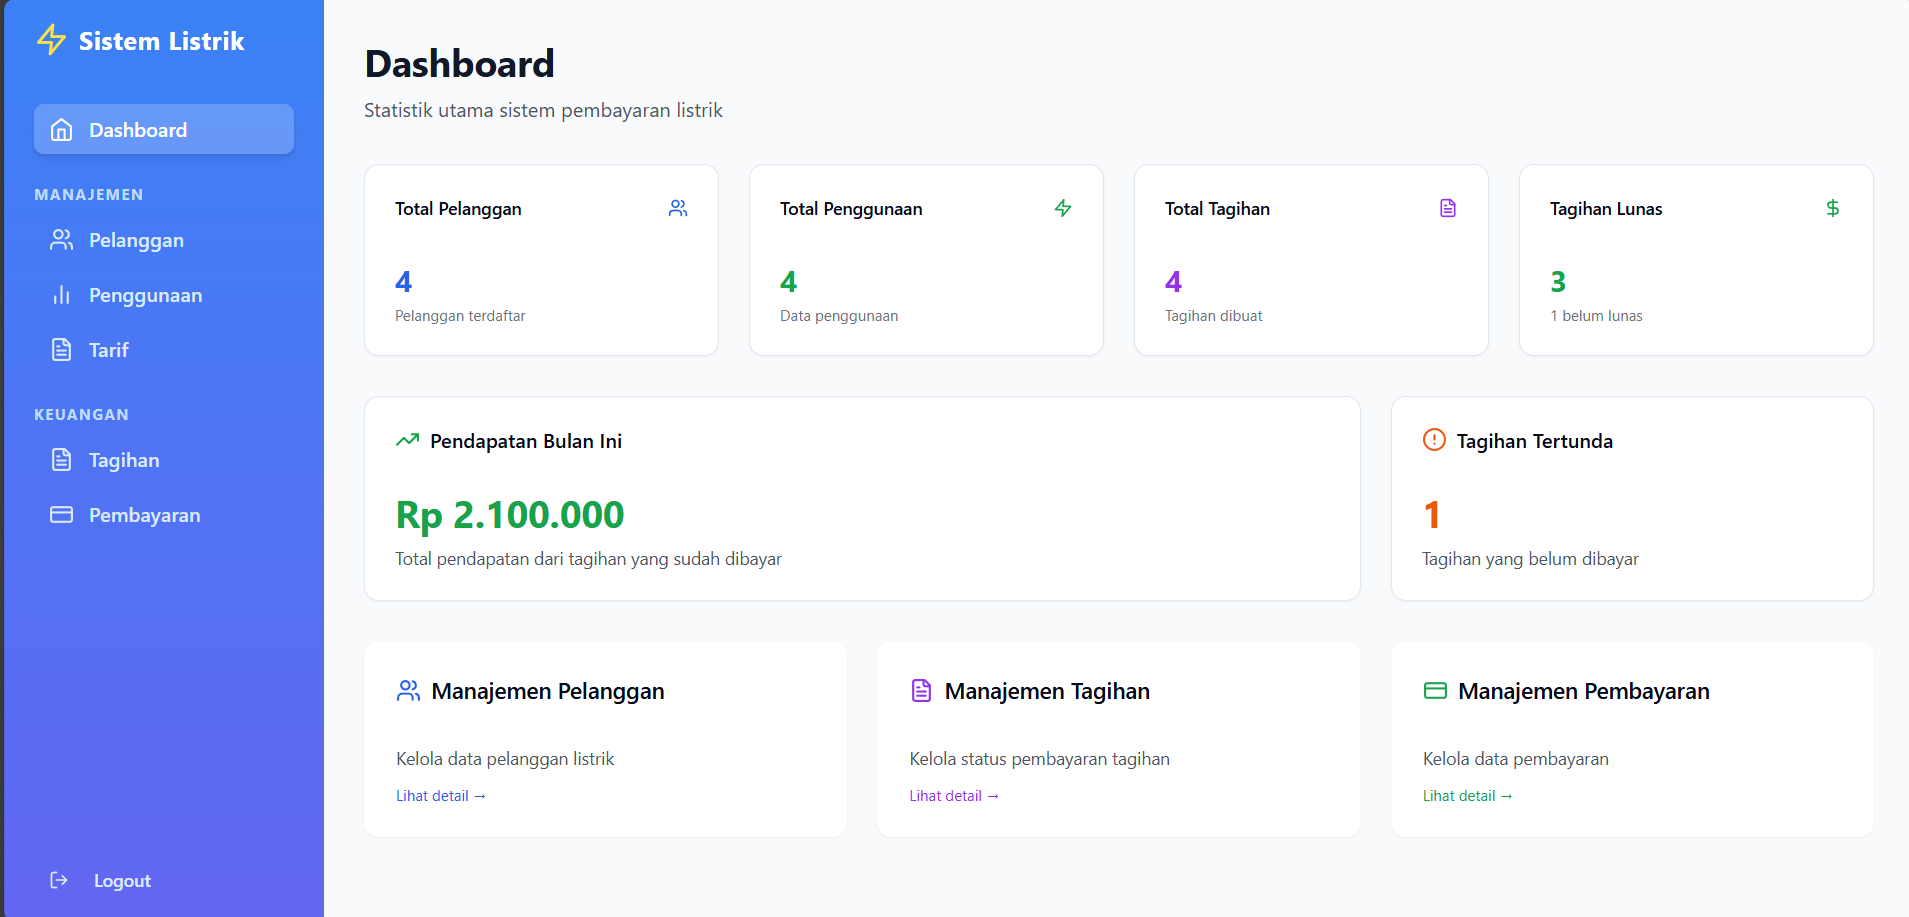 Sistem Listrik
Dashboard
MANAJEMEN
Pelanggan
Penggunaan
Tarif
KEUANGAN
Tagihan
Pembayaran
Logout
Dashboard
Statistik utama sistem pembayaran listrik
Total Pelanggan
4
Pelanggan terdaftar
Total Penggunaan
4
Data penggunaan
Total Tagihan
4
Tagihan dibuat
Tagihan Lunas
$
3
1 belum lunas
Pendapatan Bulan Ini
Rp 2.100.000
Total pendapatan dari tagihan yang sudah dibayar
Tagihan Tertunda
1
Tagihan yang belum dibayar
Manajemen Pelanggan
Kelola data pelanggan listrik
Lihat detail →
Manajemen Tagihan
Kelola status pembayaran tagihan
Lihat detail →
Manajemen Pembayaran
Kelola data pembayaran
Lihat detail →